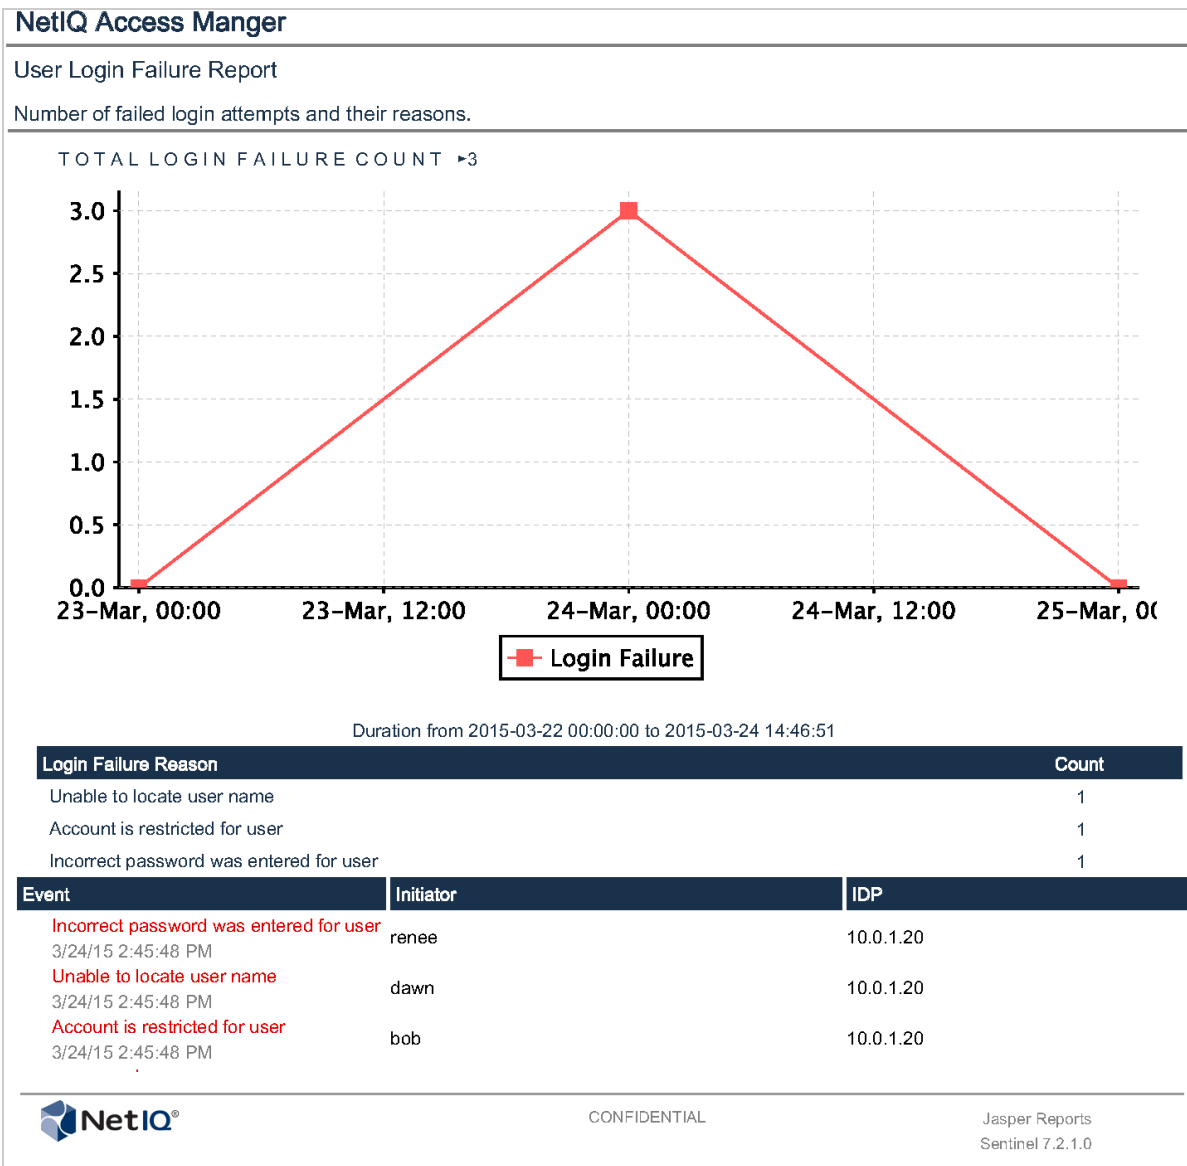 NetIQ Access Manger
User Login Failure Report
Number of failed login attempts and their reasons.
TOTAL LOGIN FAILURE COUNT ►3
3.0
2.5
2.0
1.5
1.0
0.5
0.0
23-Mar, 00:00 23-Mar, 12:00 24-Mar, 00:00 24-Mar, 12:00 25-Mar, 0(
Login Failure
Duration from 2015-03-22 00:00:00 to 2015-03-24 14:46:51
Login Failure Reason Count
Unable to locate user name 1
Account is restricted for user 1
Incorrect password was entered for user 1
Event Initiator IDP
Incorrect password was entered for user
3/24/15 2:45:48 PM
renee 10.0.1.20
Unable to locate user name
3/24/15 2:45:48 PM
dawn 10.0.1.20
Account is restricted for user
3/24/15 2:45:48 PM
bob 10.0.1.20
NetIQ® CONFIDENTIAL Jasper Reports
Sentinel 7.2.1.0